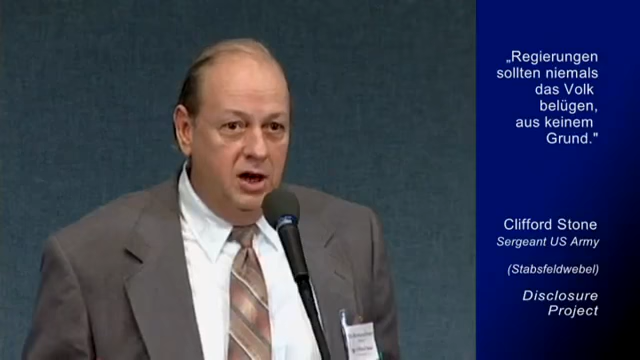 „Regierungen
sollten niemals
das Volk
belügen,
aus keinem
Grund."
Clifford Stone
Sergeant US Army
(Stabsfeldwebel)
Disclosure
Project